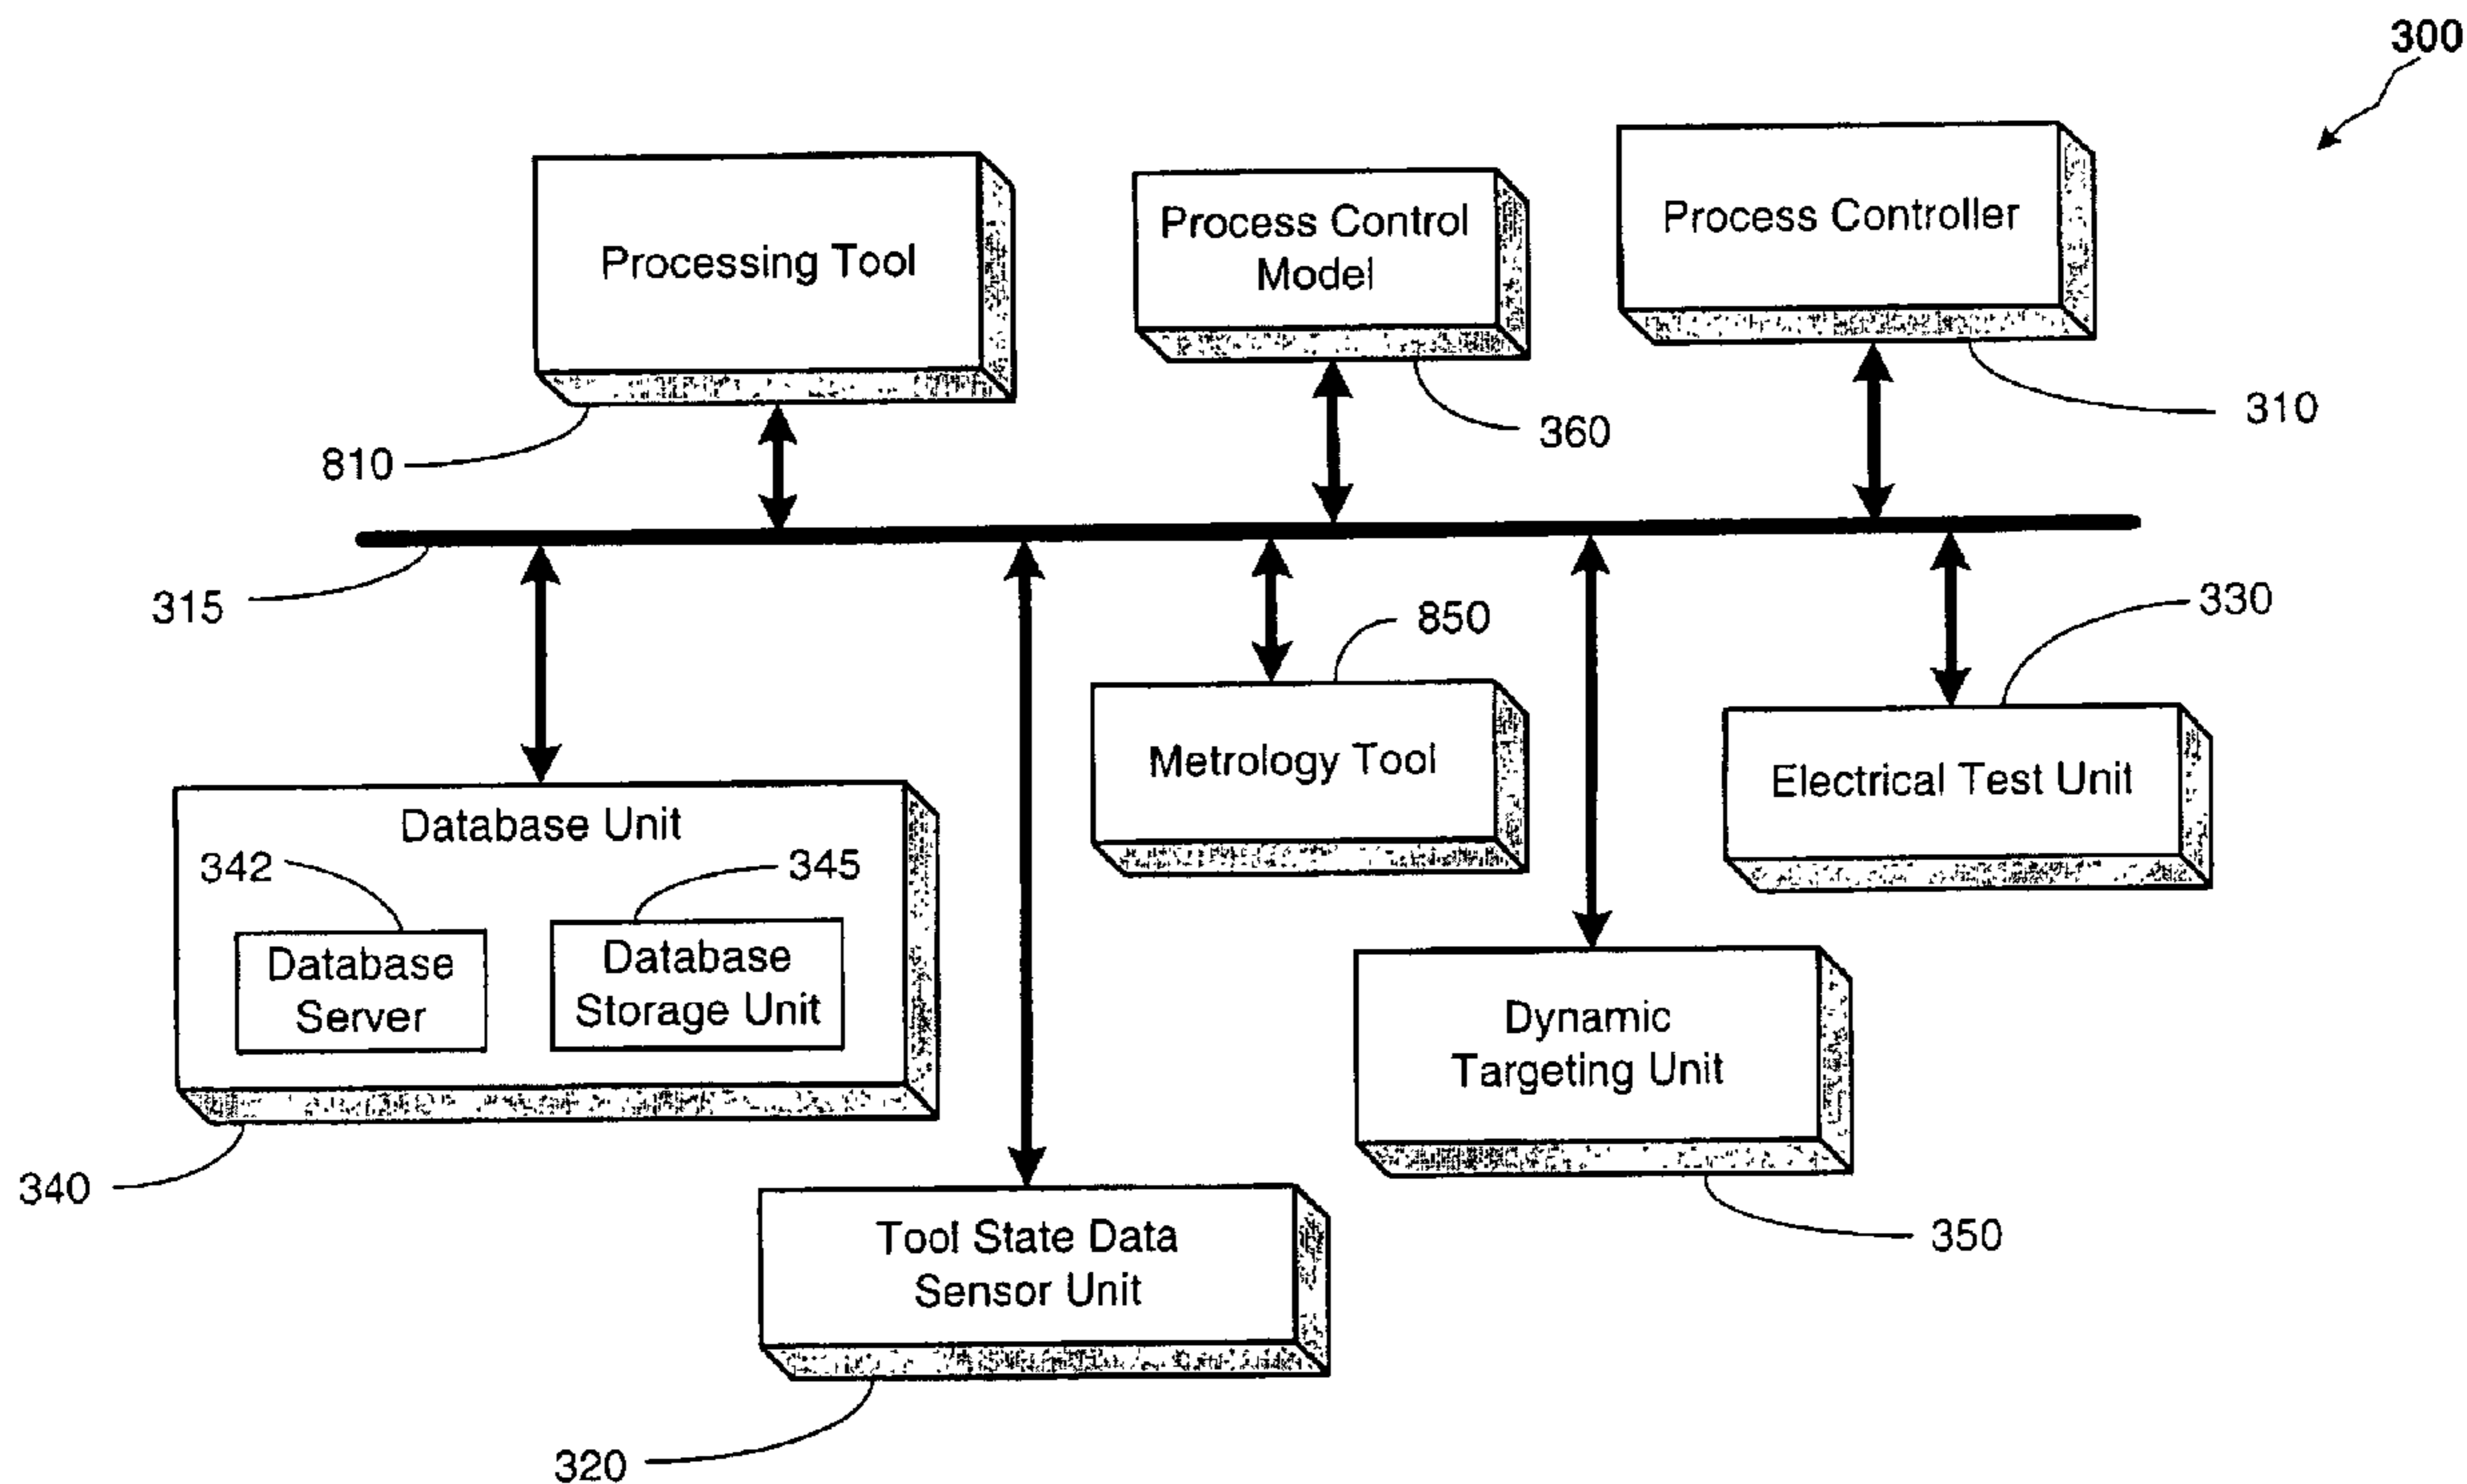 300
Processing Tool
Process Control
Model
Process Controller
810
360
310
315
850
330
Metrology Tool
Electrical Test Unit
Database Unit
342
345
Database
Server
Database
Storage Unit
Dynamic
Targeting Unit
340
350
Tool State Data
Sensor Unit
320